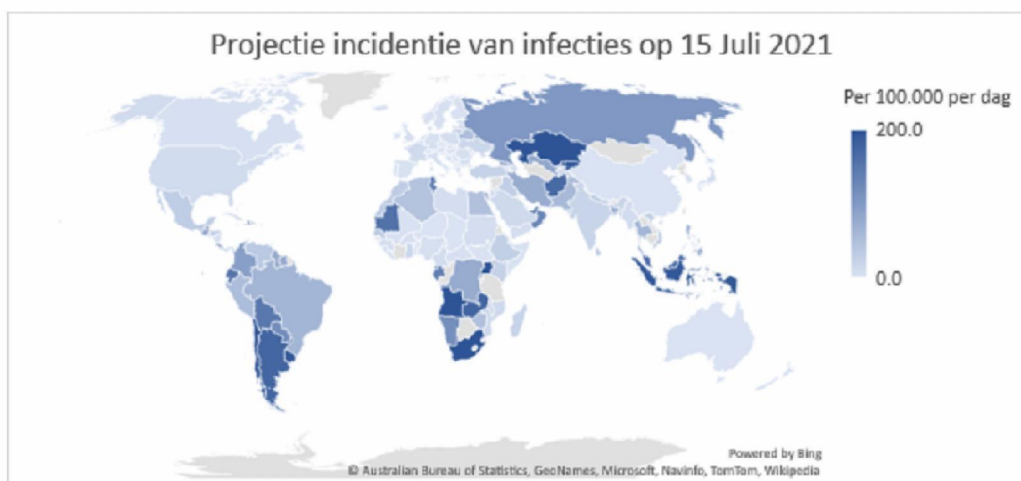 Projectie incidentie van infecties op 15 Juli 2021
Per 100.000 per dag
200.0
0.0
Powered by Bing
© Australian Bureau of Statistics, GeoNames, Microsoft, Navinfo, TomTom, Wikipedia